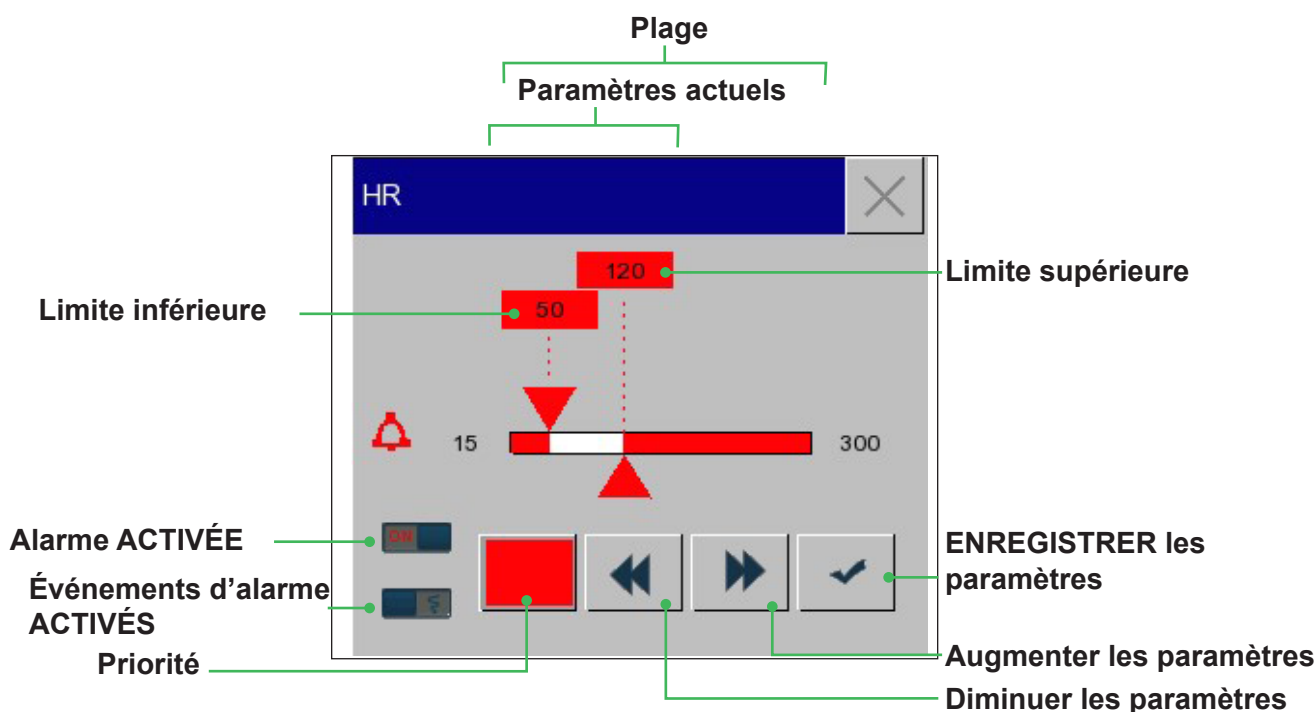 Plage
Paramètres actuels
HR
120
Limite supérieure
Limite inférieure
50
15
300
Alarme ACTIVÉE
ON
ENREGISTRER les
paramètres
Événements d’alarme
ACTIVÉS
Priorité
Augmenter les paramètres
Diminuer les paramètres